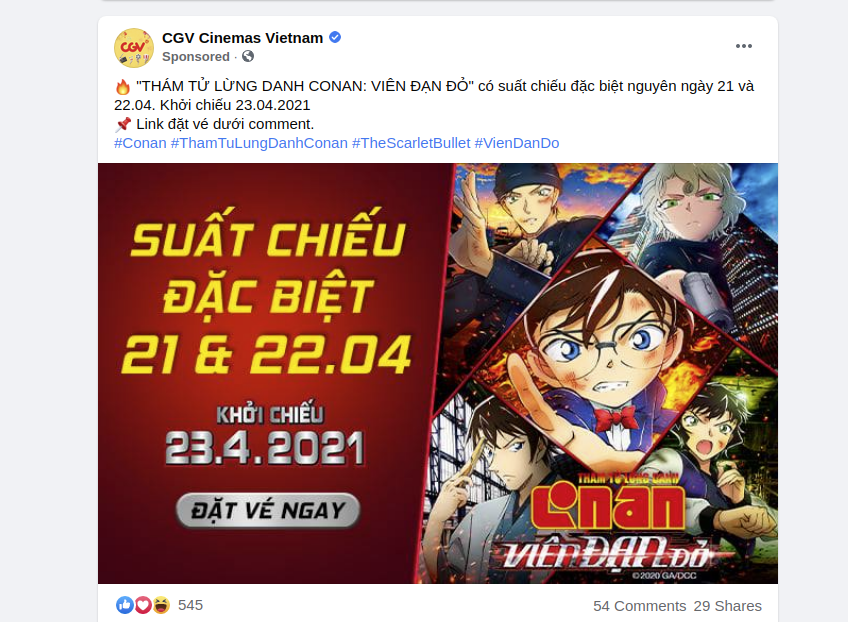 CGV Cinemas Vietnam
CGV
Sponsored ·
"THÁM TỬ LỪNG DANH CONAN: VIÊN ĐẠN ĐỎ" có suất chiếu đặc biệt nguyên ngày 21 và
22.04. Khởi chiếu 23.04.2021
Link đặt vé dưới comment.
#Conan #ThamTuLungDanhConan #TheScarletBullet #VienDanDo
SUẤT CHIẾU
ĐẶC BIỆT
21 & 22.04
KHỞI CHIẾU
23.4.2021
ĐẶT VÉ NGAY
THÁM TỬ LỪNG DANH
CONAN
VIÊN ĐẠN ĐỎ
©2020 GA/DCC
545
54 Comments 29 Shares